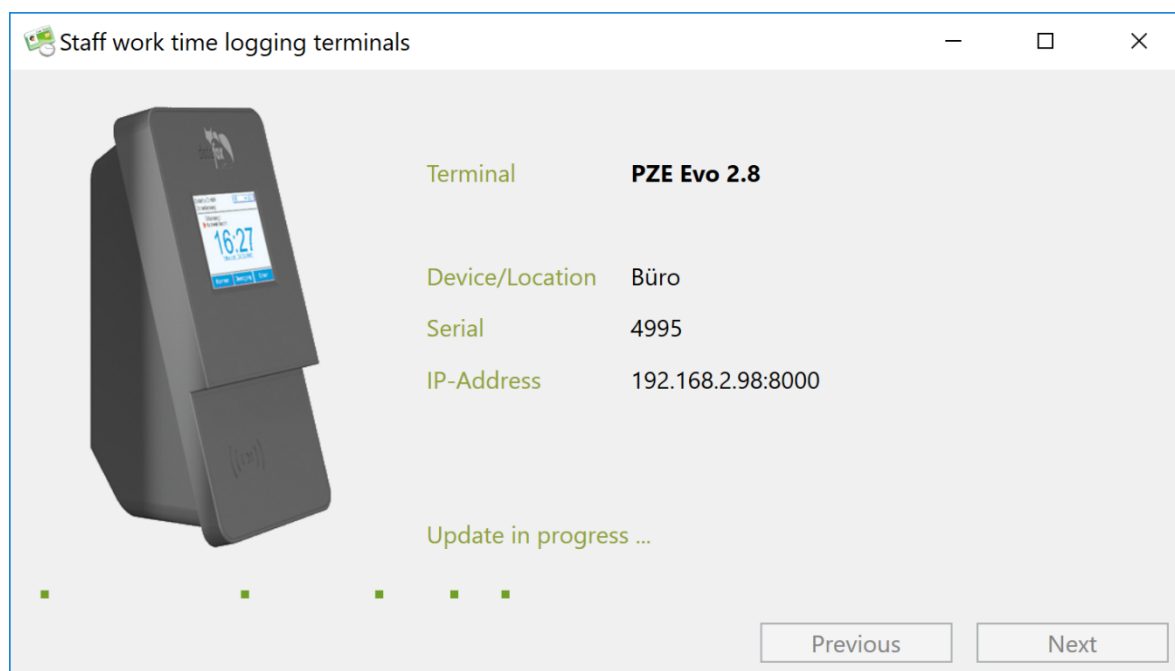 Staff work time logging terminals
fox
16:27
Terminal PZE Evo 2.8
Device/Location Büro
Serial 4995
IP-Address 192.168.2.98:8000
Update in progress ...
Previous Next